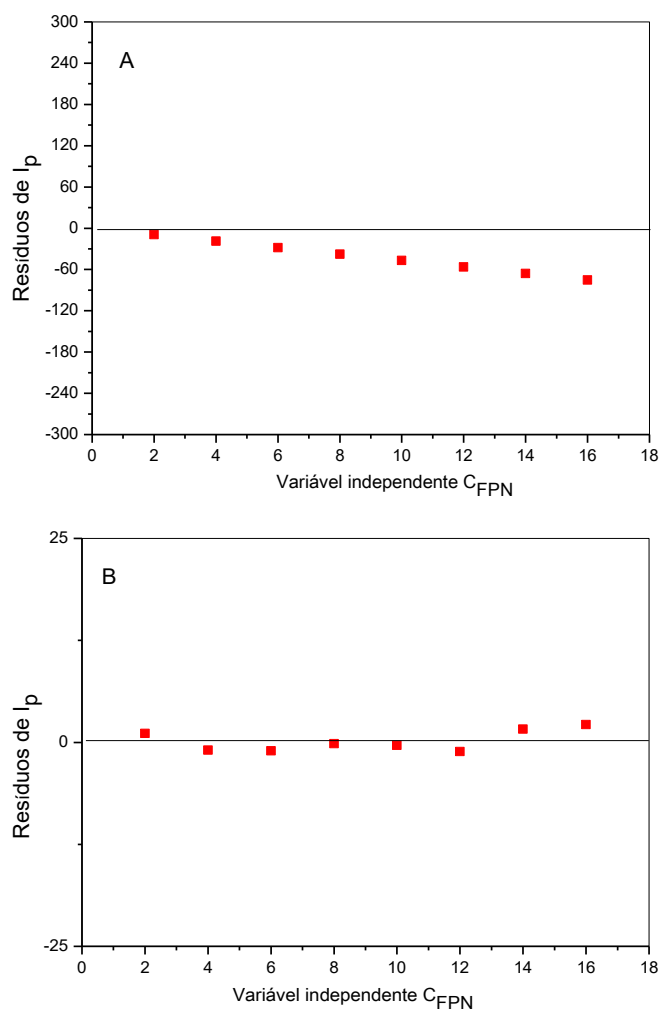 300
240
180
120
60
0
-60
-120
-180
-240
-300
A
Resíduos de Ip
0 2 4 6 8 10 12 14 16 18
Variável independente CFPN
25
0
-25
B
Resíduos de Ip
0 2 4 6 8 10 12 14 16 18
Variável independente CFPN